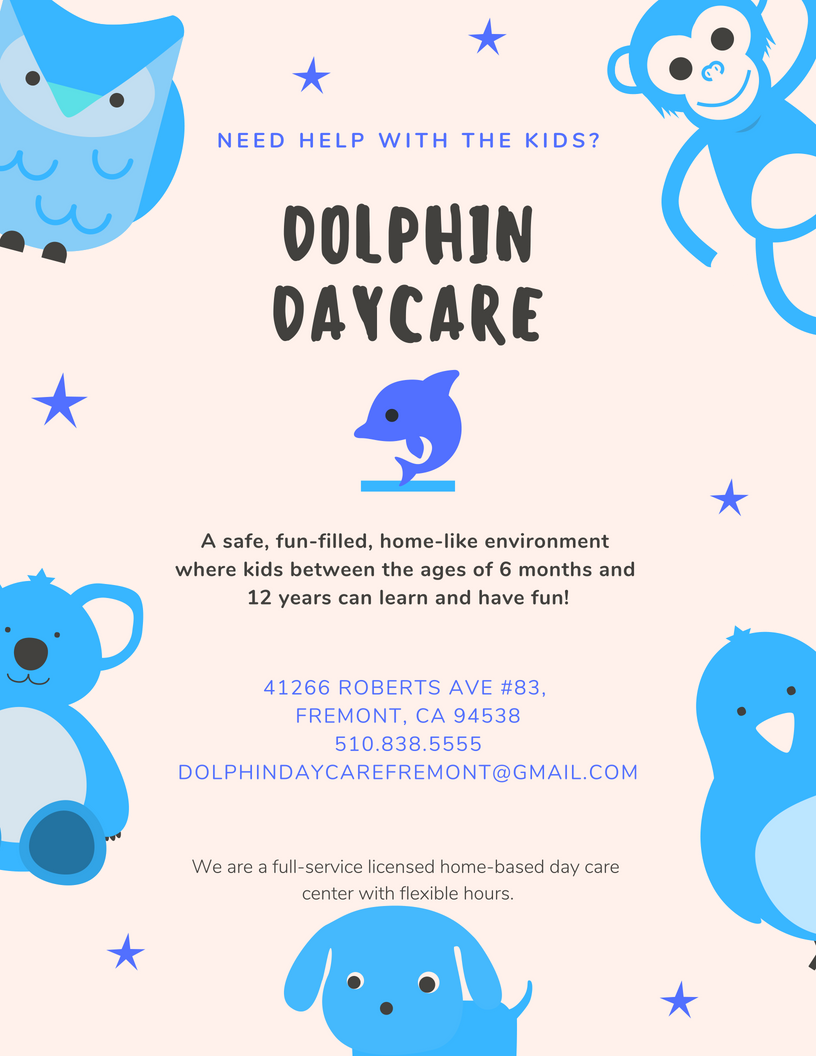 NEED HELP WITH THE KIDS?
DOLPHIN
DAYCARE
A safe, fun-filled, home-like environment
where kids between the ages of 6 months and
12 years can learn and have fun!
41266 ROBERTS AVE #83,
FREMONT, CA 94538
510.838.5555
DOLPHINDAYCAREFREMONT@GMAIL.COM
We are a full-service licensed home-based day care
center with flexible hours.